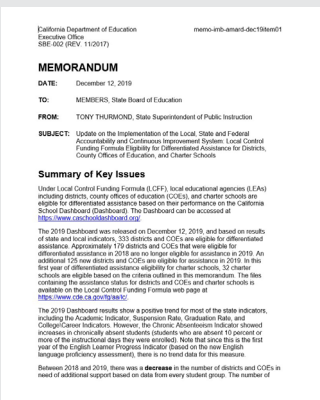 California Department of Education
memo-imb-amard-dec19item01
Executive Office
SBE-002 (REV. 11/2017)
MEMORANDUM
DATE: December 12, 2019
TO: MEMBERS, State Board of Education
FROM: TONY THURMOND, State Superintendent of Public Instruction
SUBJECT: Update on the Implementation of the Local, State and Federal
Accountability and Continuous Improvement System: Local Control
Funding Formula Eligibility for Differentiated Assistance for Districts,
County Offices of Education, and Charter Schools
Summary of Key Issues
Under Local Control Funding Formula (LCFF), local educational agencies (LEAs)
including districts, county offices of education (COEs), and charter schools are
eligible for differentiated assistance based on their performance on the California
School Dashboard (Dashboard). The Dashboard can be accessed at
https://www.caschooldashboard.org/.
The 2019 Dashboard was released on December 12, 2019, and based on results
of state and local indicators, 333 districts and COEs are eligible for differentiated
assistance. Approximately 179 districts and COEs that were eligible for
differentiated assistance in 2018 are no longer eligible for assistance in 2019. An
additional 125 new districts and COEs are eligible for assistance in 2019. In this
first year of differentiated assistance eligibility for charter schools, 32 charter
schools are eligible based on the criteria outlined in this memorandum. The files
containing the assistance status for districts and COEs and charter schools is
available on the Local Control Funding Formula web page at
https://www.cde.ca.gov/fg/aa/lc/.
The 2019 Dashboard results show a positive trend for most of the state indicators,
including the Academic Indicator, Suspension Rate, Graduation Rate, and
College\Career Indicators. However, the Chronic Absenteeism Indicator showed
increases in chronically absent students (students who are absent 10 percent or
more of the instructional days they were enrolled). Note that since this is the first
year of the English Learner Progress Indicator (based on the new English
language proficiency assessment), there is no trend data for this measure.
Between 2018 and 2019, there was a decrease in the number of districts and COEs in
need of additional support based on data from every student group. The number of